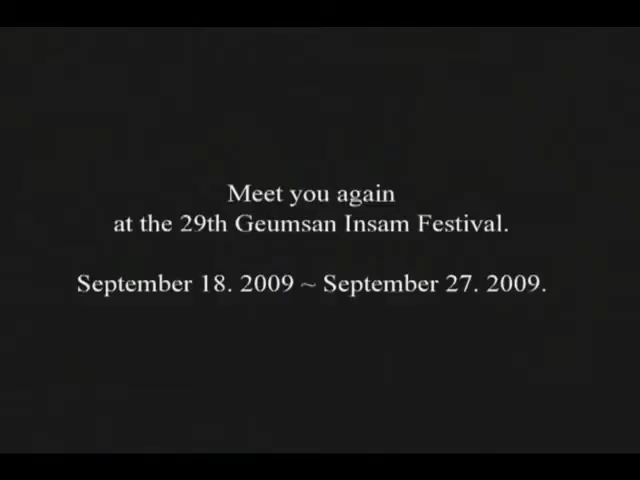 Meet you again
at the 29th Geumsan Insam Festival.
September 18. 2009 ~ September 27. 2009.